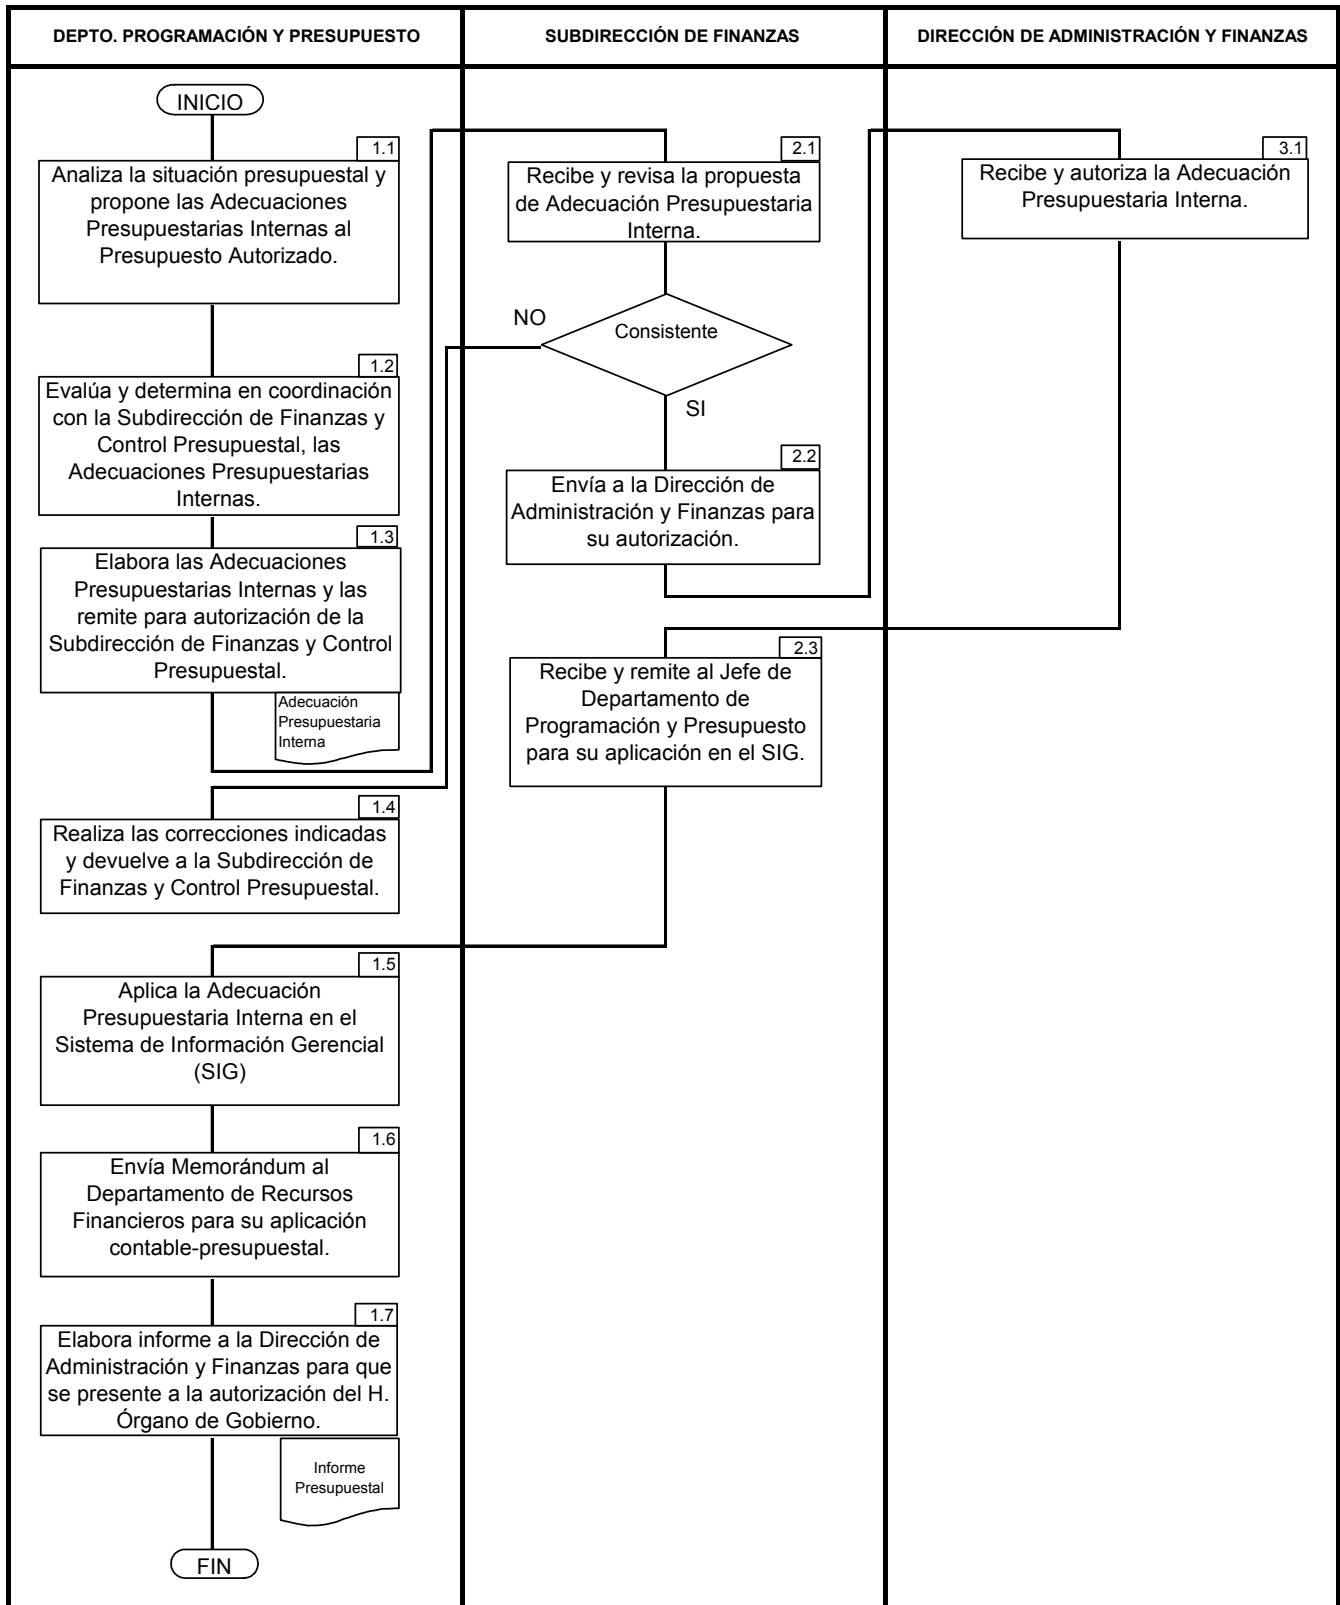 DEPTO. PROGRAMACIÓN Y PRESUPUESTO
SUBDIRECCIÓN DE FINANZAS
DIRECCIÓN DE ADMINISTRACIÓN Y FINANZAS
INICIO
1.1
Analiza la situación presupuestal y
propone las Adecuaciones
Presupuestarias Internas al
Presupuesto Autorizado.
1.2
Evalúa y determina en coordinación
con la Subdirección de Finanzas y
Control Presupuestal, las
Adecuaciones Presupuestarias
Internas.
1.3
Elabora las Adecuaciones
Presupuestarias Internas y las
remite para autorización de la
Subdirección de Finanzas y Control
Presupuestal.
Adecuación
Presupuestaria
Interna
1.4
Realiza las correcciones indicadas
y devuelve a la Subdirección de
Finanzas y Control Presupuestal.
1.5
Aplica la Adecuación
Presupuestaria Interna en el
Sistema de Información Gerencial
(SIG)
1.6
Envía Memorándum al
Departamento de Recursos
Financieros para su aplicación
contable-presupuestal.
1.7
Elabora informe a la Dirección de
Administración y Finanzas para que
se presente a la autorización del H.
Órgano de Gobierno.
Informe
Presupuestal
FIN
2.1
Recibe y revisa la propuesta
de Adecuación Presupuestaria
Interna.
NO
Consistente
SI
2.2
Envía a la Dirección de
Administración y Finanzas para
su autorización.
2.3
Recibe y remite al Jefe de
Departamento de
Programación y Presupuesto
para su aplicación en el SIG.
3.1
Recibe y autoriza la Adecuación
Presupuestaria Interna.